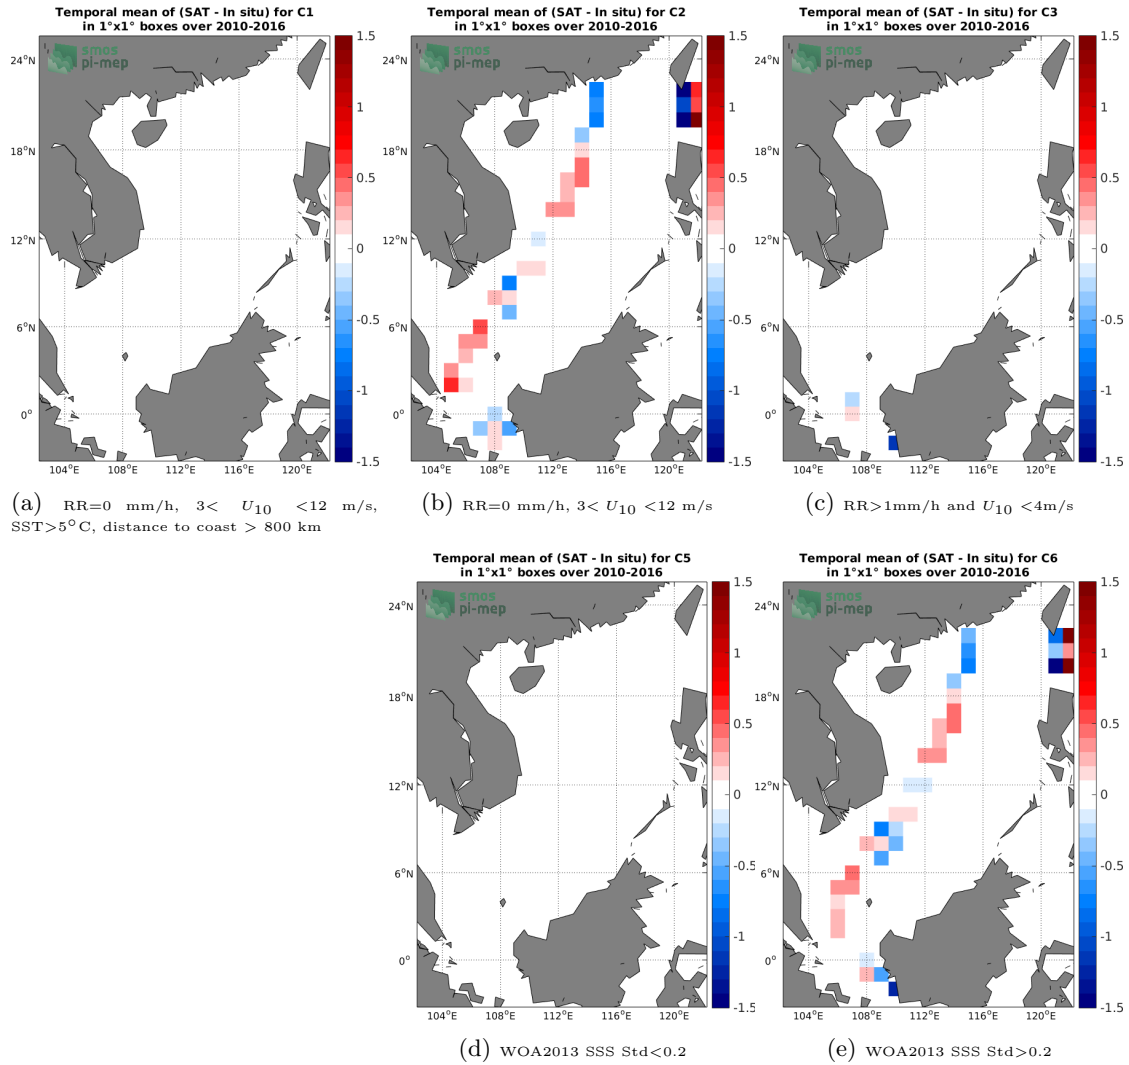 Temporal mean of (SAT - In situ) for C1
in 1°x1° boxes over 2010-2016
smos
pi-mep
24°N
18°N
12°N
6°N
0°
104°E
108°E
112°E
116°E
120°E
1.5
1
0.5
0
-0.5
-1
-1.5
(a) RR=0 mm/h, 3< U10 <12 m/s,
SST>5°C, distance to coast > 800 km
Temporal mean of (SAT - In situ) for C2
in 1°x1° boxes over 2010-2016
smos
pi-mep
24°N
18°N
12°N
6°N
0°
104°E
108°E
112°E
116°E
120°E
1.5
1
0.5
0
-0.5
-1
-1.5
(b) RR=0 mm/h, 3< U10 <12 m/s
Temporal mean of (SAT - In situ) for C3
in 1°x1° boxes over 2010-2016
smos
pi-mep
24°N
18°N
12°N
6°N
0°
104°E
108°E
112°E
116°E
120°E
1.5
1
0.5
0
-0.5
-1
-1.5
(c) RR>1mm/h and U10 <4m/s
Temporal mean of (SAT - In situ) for C5
in 1°x1° boxes over 2010-2016
smos
pi-mep
24°N
18°N
12°N
6°N
0°
104°E
108°E
112°E
116°E
120°E
1.5
1
0.5
0
-0.5
-1
-1.5
(d) WOA2013 SSS Std<0.2
Temporal mean of (SAT - In situ) for C6
in 1°x1° boxes over 2010-2016
smos
pi-mep
24°N
18°N
12°N
6°N
0°
104°E
108°E
112°E
116°E
120°E
1.5
1
0.5
0
-0.5
-1
-1.5
(e) WOA2013 SSS Std>0.2